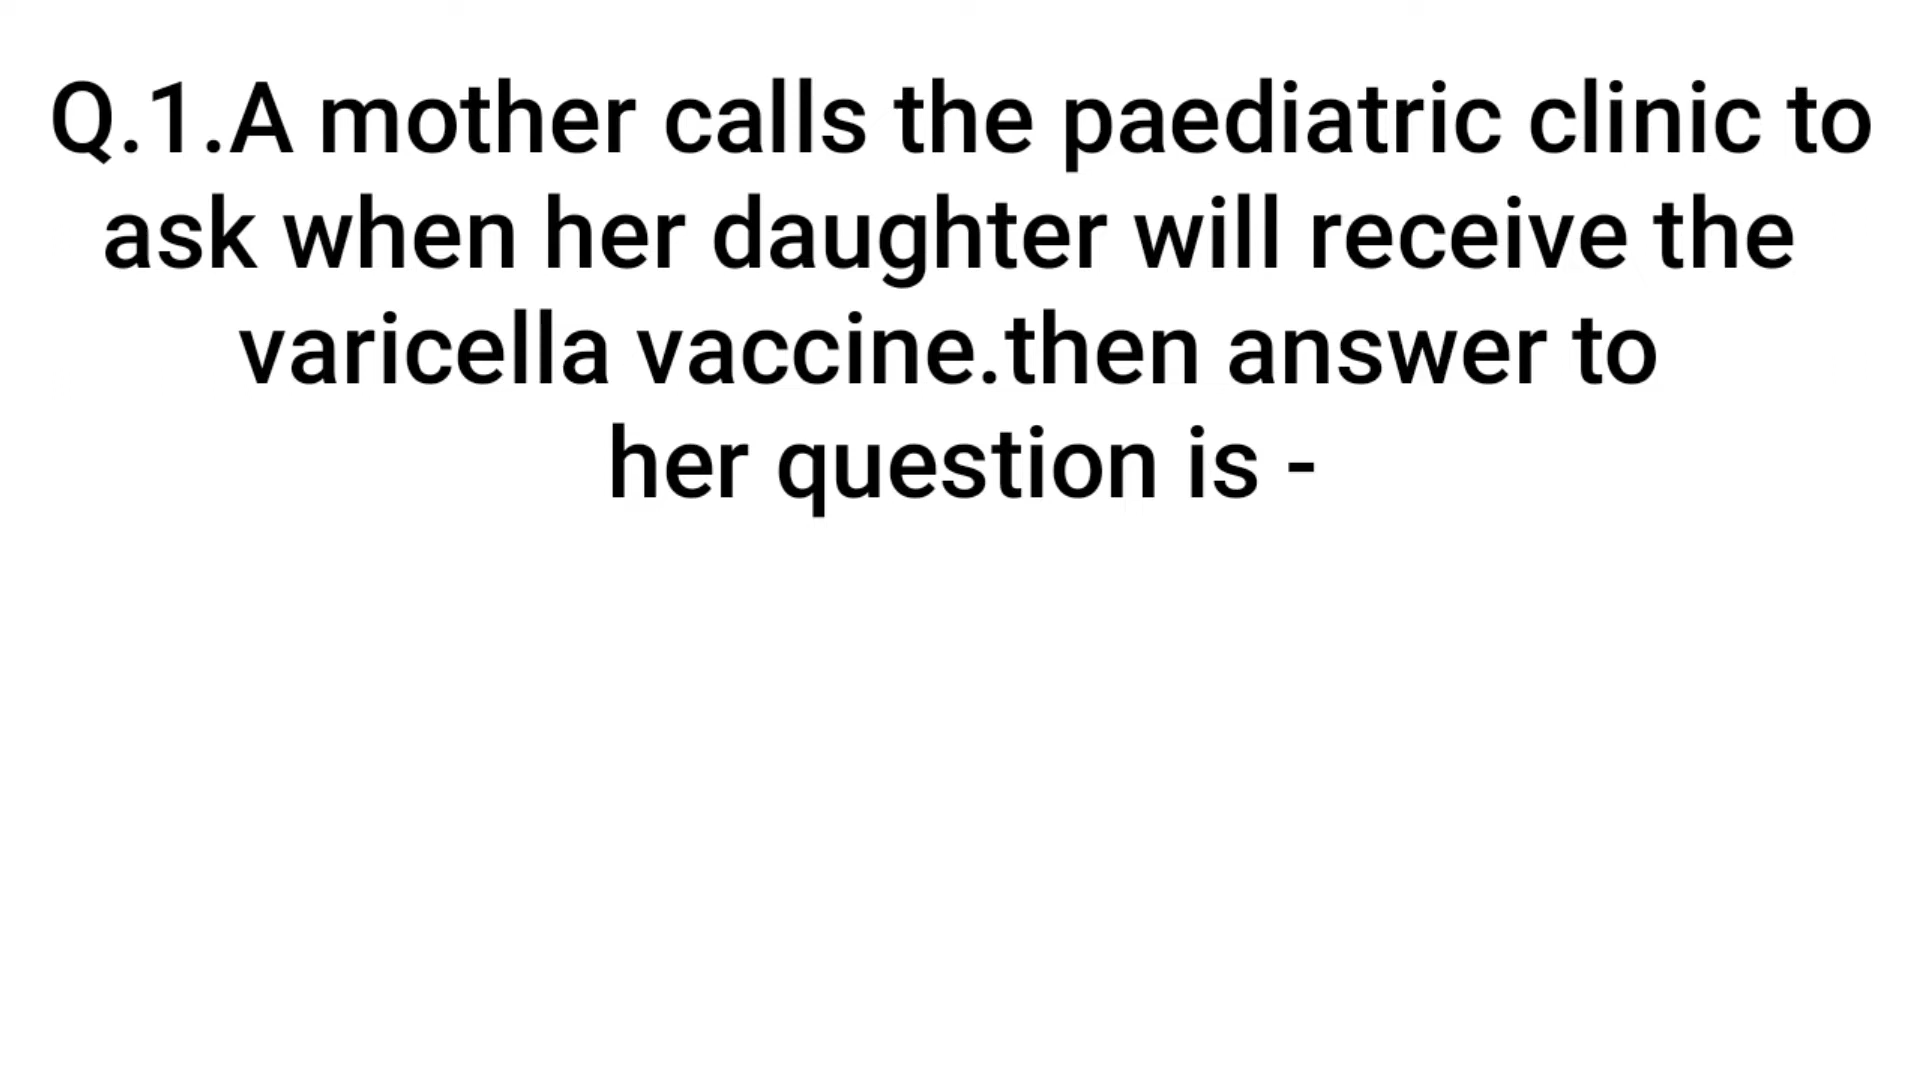 Q.1.A mother calls the paediatric clinic to
ask when her daughter will receive the
varicella vaccine.then answer to
her question is -